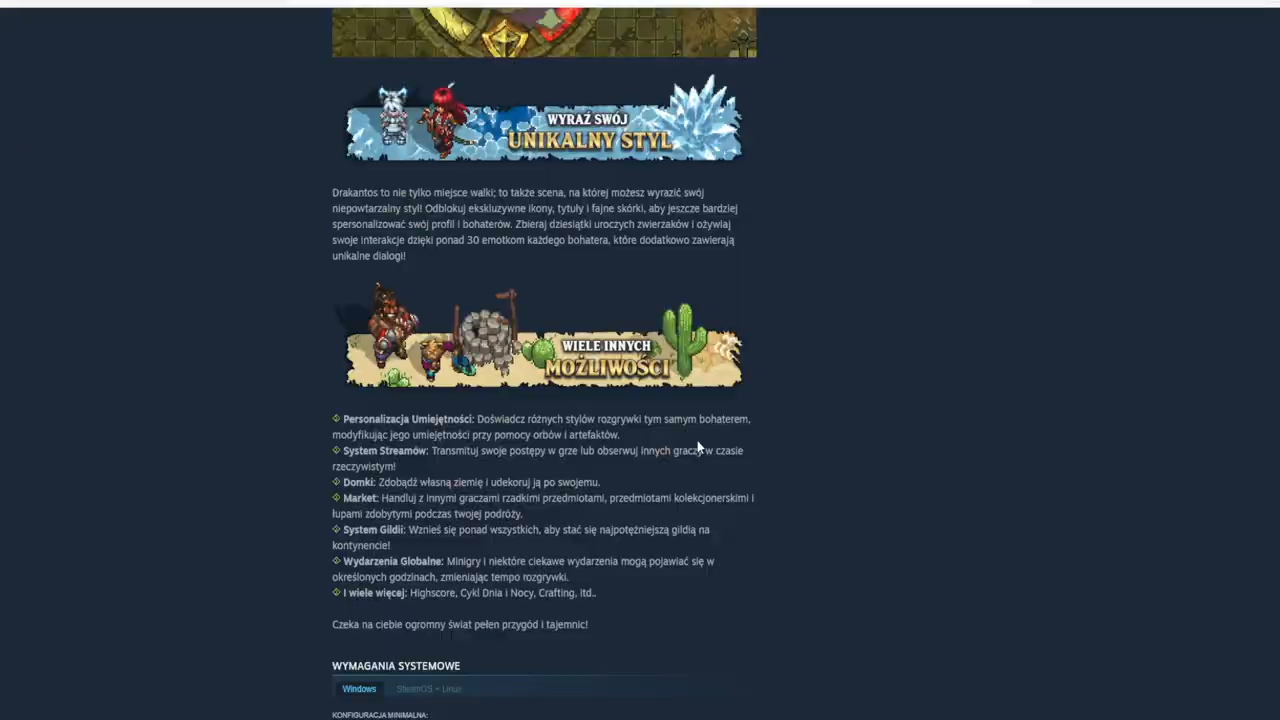 WYRAŹ SWÓJ
UNIKALNY STYL
Drakantos to nie tylko miejsce walki; to także scena, na której możesz wyrazić swój
niepowtarzalny styl! Odblokuj ekskluzywne ikony, tytuły i fajne skórki, aby jeszcze bardziej
spersonalizować swój profil i bohaterów. Zbieraj dziesiątki uroczych zwierzaków i ożywiaj
swoje interakcje dzięki ponad 30 emotkom każdego bohatera, które dodatkowo zawierają
unikalne dialogi!
WIELE INNYCH
MOŻLIWOŚCI
Personalizacja Umiejętności: Doświadcz różnych stylów rozgrywki tym samym bohaterem,
modyfikując jego umiejętności przy pomocy orbów i artefaktów.
System Streamów: Transmituj swoje postępy w grze lub obserwuj innych graczy w czasie
rzeczywistym!
Domki: Zdobądź własną ziemię i udekoruj ją po swojemu.
Market: Handluj z innymi graczami rzadkimi przedmiotami, przedmiotami kolekcjonerskimi i
łupami zdobytymi podczas twojej podróży.
System Gildii: Wznieś się ponad wszystkich, aby stać się najpotężniejszą gildią na
kontynencie!
Wydarzenia Globalne: Minigry i niektóre ciekawe wydarzenia mogą pojawiać się w
określonych godzinach, zmieniając tempo rozgrywki.
I wiele więcej: Highscore, Cykl Dnia i Nocy, Crafting, itd..
Czeka na ciebie ogromny świat pełen przygód i tajemnic!
WYMAGANIA SYSTEMOWE
Windows SteamOS + Linux
KONFIGURACJA MINIMALNA: